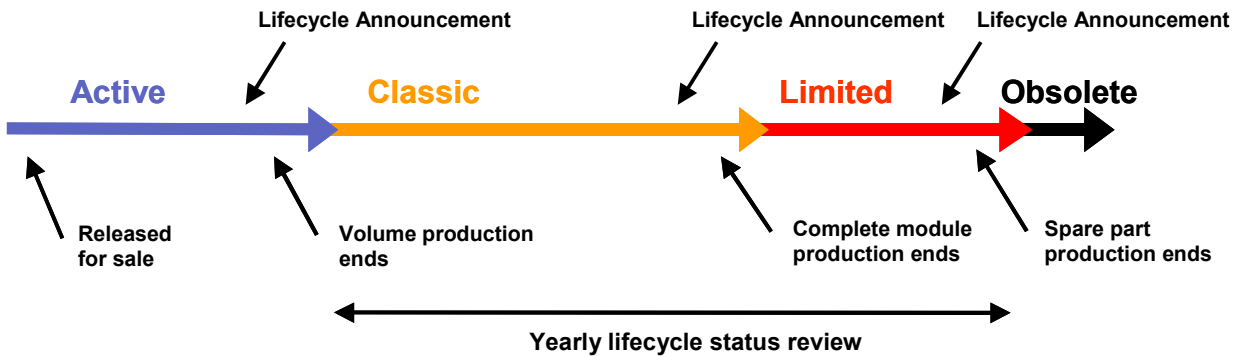 Lifecycle Announcement
Lifecycle Announcement
Lifecycle Announcement
Active
Classic
Limited
Obsolete
Released
for sale
Volume production
ends
Complete module
production ends
Spare part
production ends
Yearly lifecycle status review